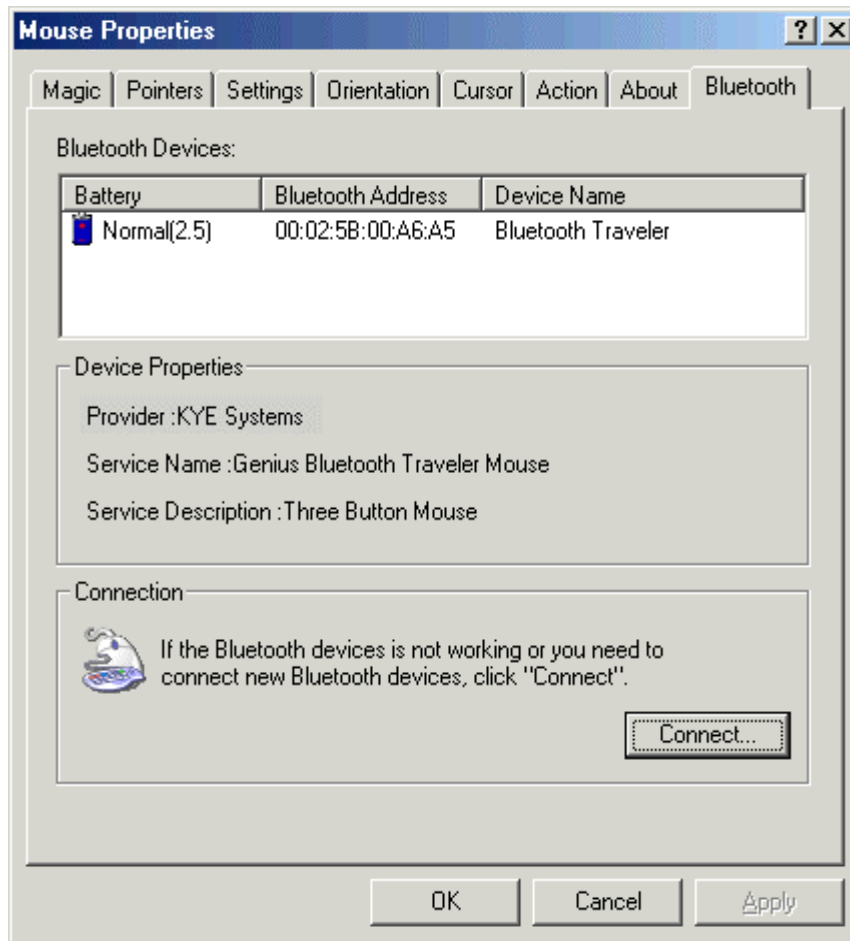 Mouse Properties
Magic Pointers Settings Orientation Cursor Action About Bluetooth
Bluetooth Devices:
Battery Bluetooth Address Device Name
Normal(2.5) 00:02:5B:00:A6:A5 Bluetooth Traveler
Device Properties
Provider :KYE Systems
Service Name :Genius Bluetooth Traveler Mouse
Service Description :Three Button Mouse
Connection
If the Bluetooth devices is not working or you need to
connect new Bluetooth devices, click "Connect".
Connect...
OK Cancel Apply